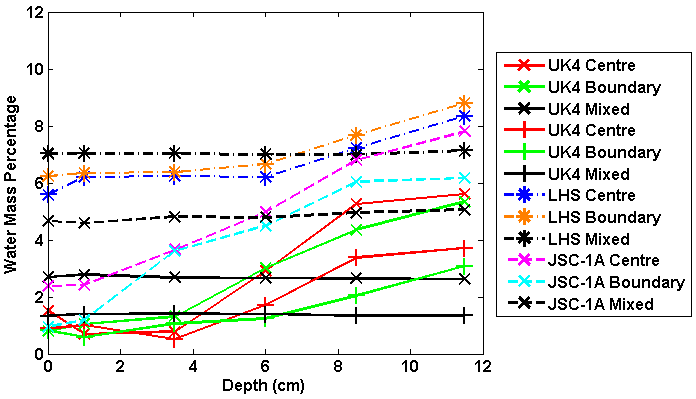 12
10
8
6
4
2
0
Water Mass Percentage
0 2 4 6 8 10 12
Depth (cm)
UK4 Centre
UK4 Boundary
UK4 Mixed
UK4 Centre
UK4 Boundary
UK4 Mixed
LHS Centre
LHS Boundary
LHS Mixed
JSC-1A Centre
JSC-1A Boundary
JSC-1A Mixed